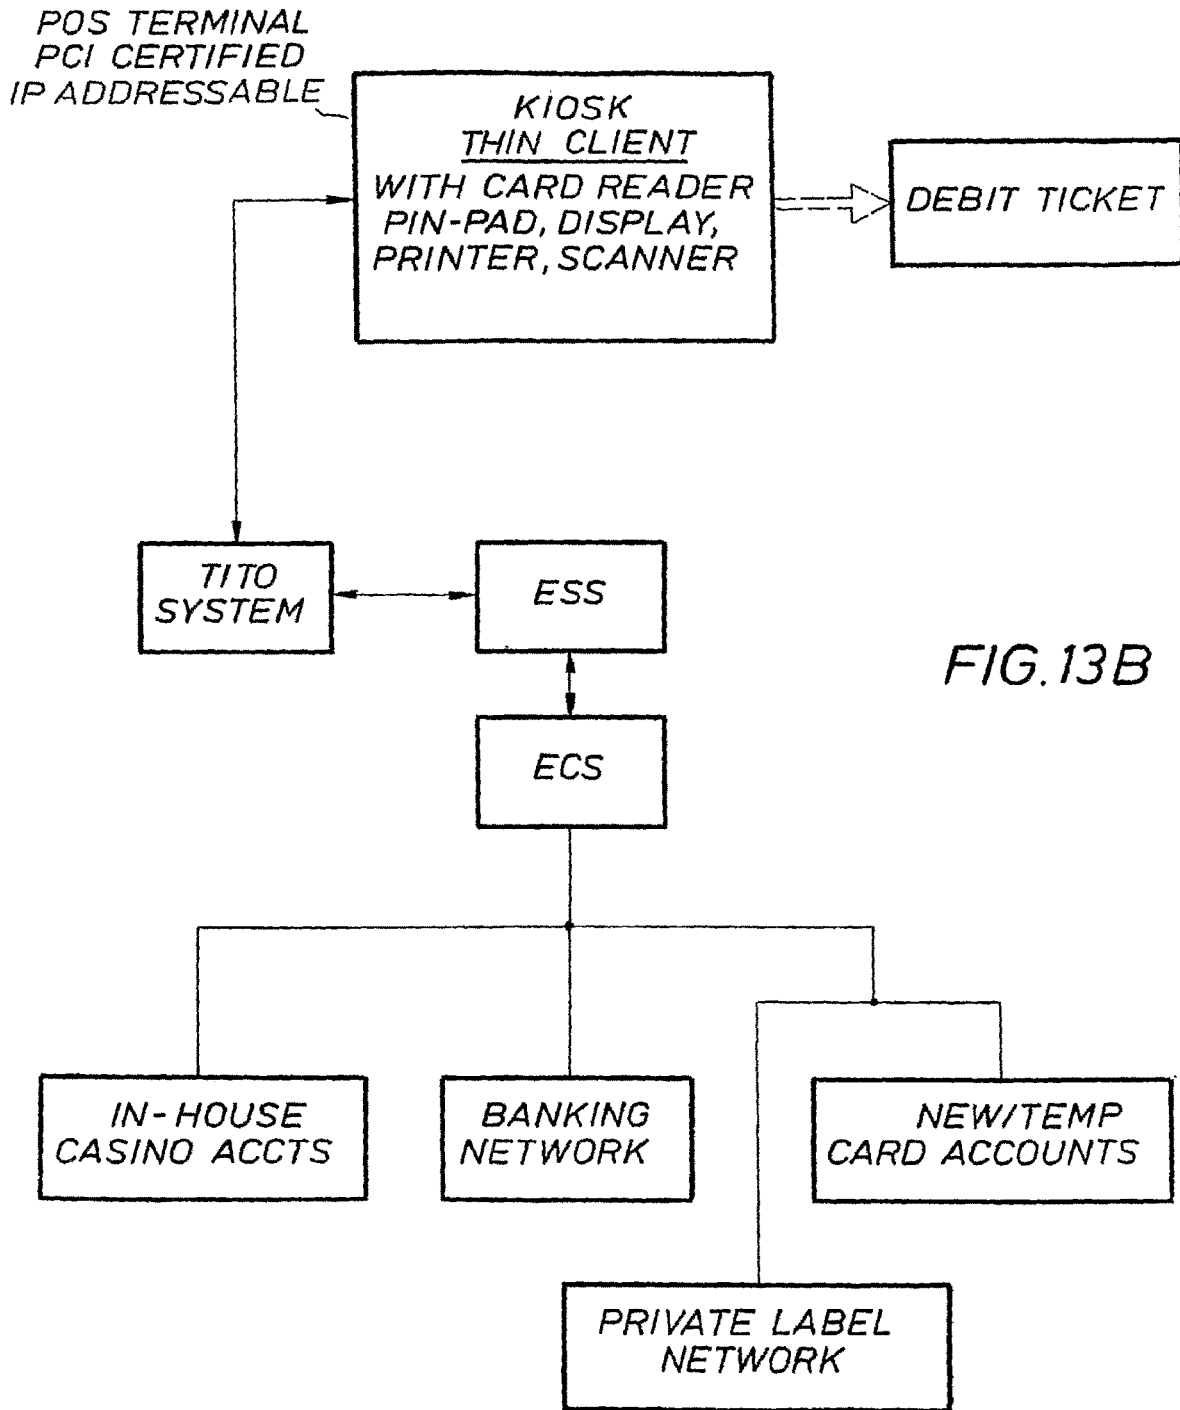 POS TERMINAL
PCI CERTIFIED
IP ADDRESSABLE
KIOSK
THIN CLIENT
WITH CARD READER
PIN-PAD, DISPLAY,
PRINTER, SCANNER
DEBIT TICKET
TITO
SYSTEM
ESS
FIG. 13B
ECS
IN-HOUSE
CASINO ACCTS
BANKING
NETWORK
NEW/TEMP
CARD ACCOUNTS
PRIVATE LABEL
NETWORK